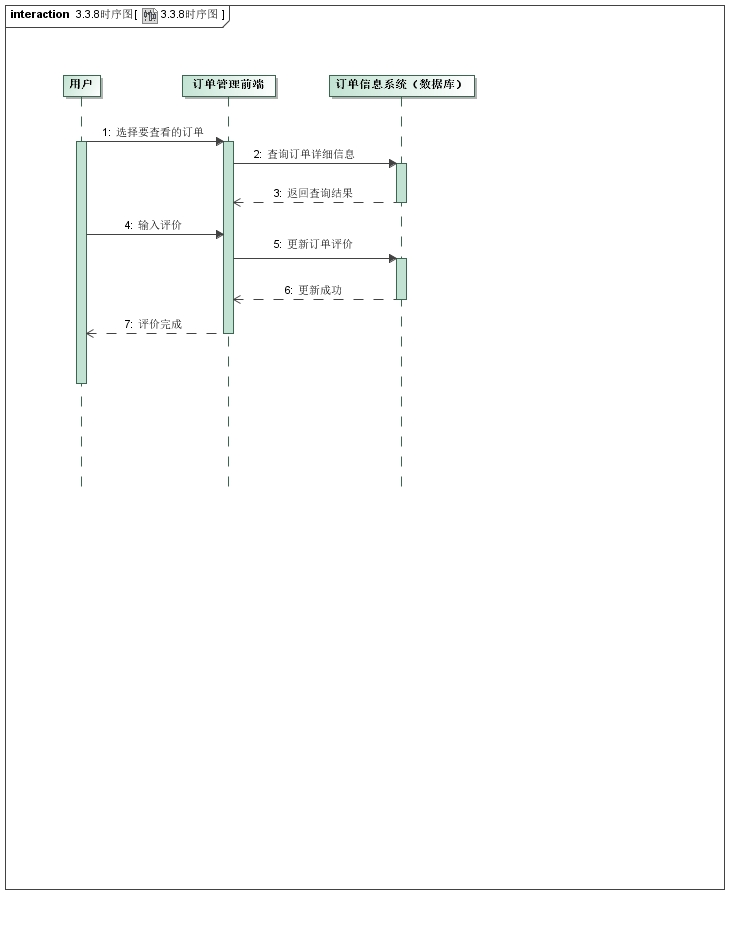 interaction 3.3.8时序图[ 3.3.8时序图 ]
用户 订单管理前端 订单信息系统（数据库）
1: 选择要查看的订单
2: 查询订单详细信息
3: 返回查询结果
4: 输入评价
5: 更新订单评价
6: 更新成功
7: 评价完成